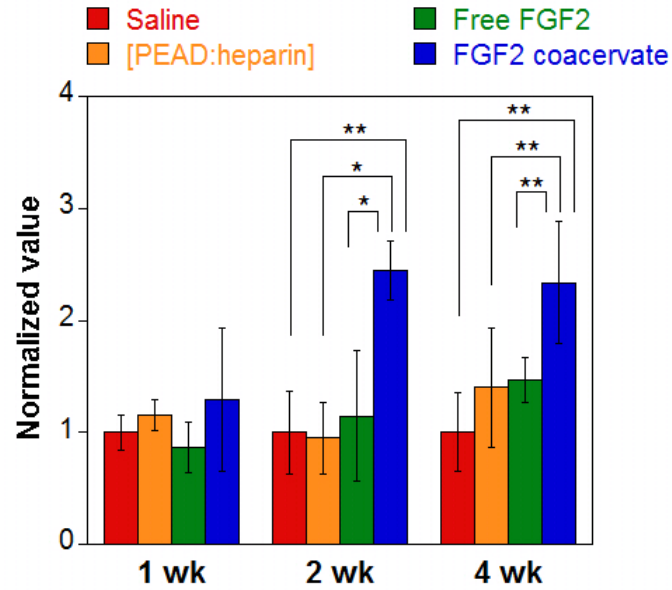 Saline
Free FGF2
[PEAD:heparin]
FGF2 coacervate
4
**
**
**
*
3
**
*
Normalized value
2
1
0
1 wk
2 wk
4 wk